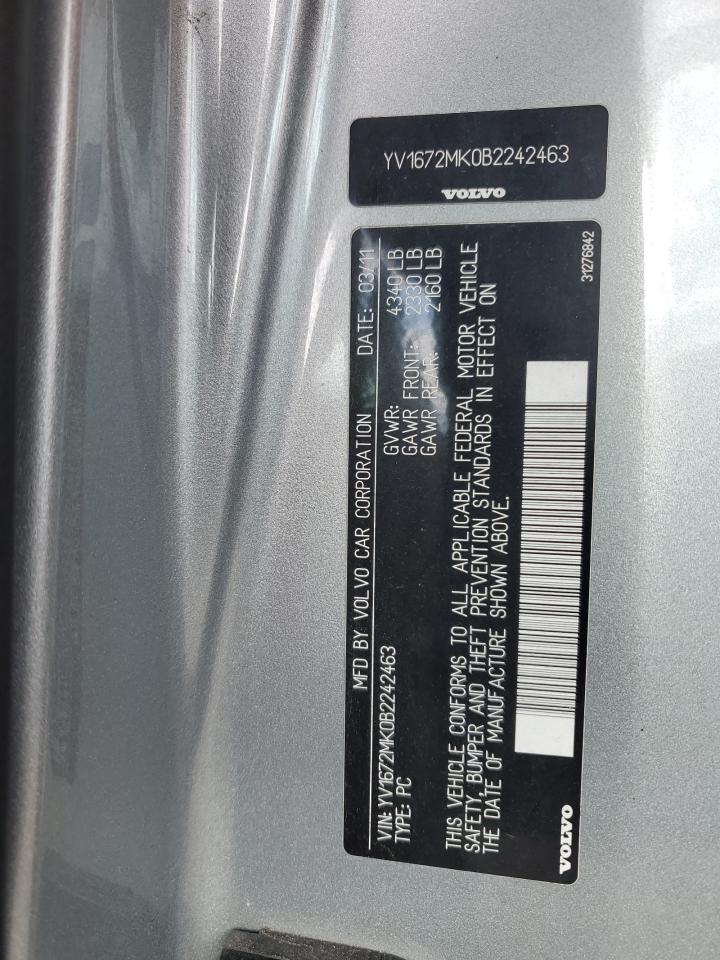 YV1672MK0B2242463
VOLVO
MFD BY VOLVO CAR CORPORATION DATE: 03/11
VIN: YV1672MK0B2242463 GVWR: 4340 LB
TYPE: PC GAWR FRONT: 2330 LB
GAWR REAR: 2160 LB
THIS VEHICLE CONFORMS TO ALL APPLICABLE FEDERAL MOTOR VEHICLE
SAFETY, BUMPER AND THEFT PREVENTION STANDARDS IN EFFECT ON
THE DATE OF MANUFACTURE SHOWN ABOVE.
VOLVO
31276842